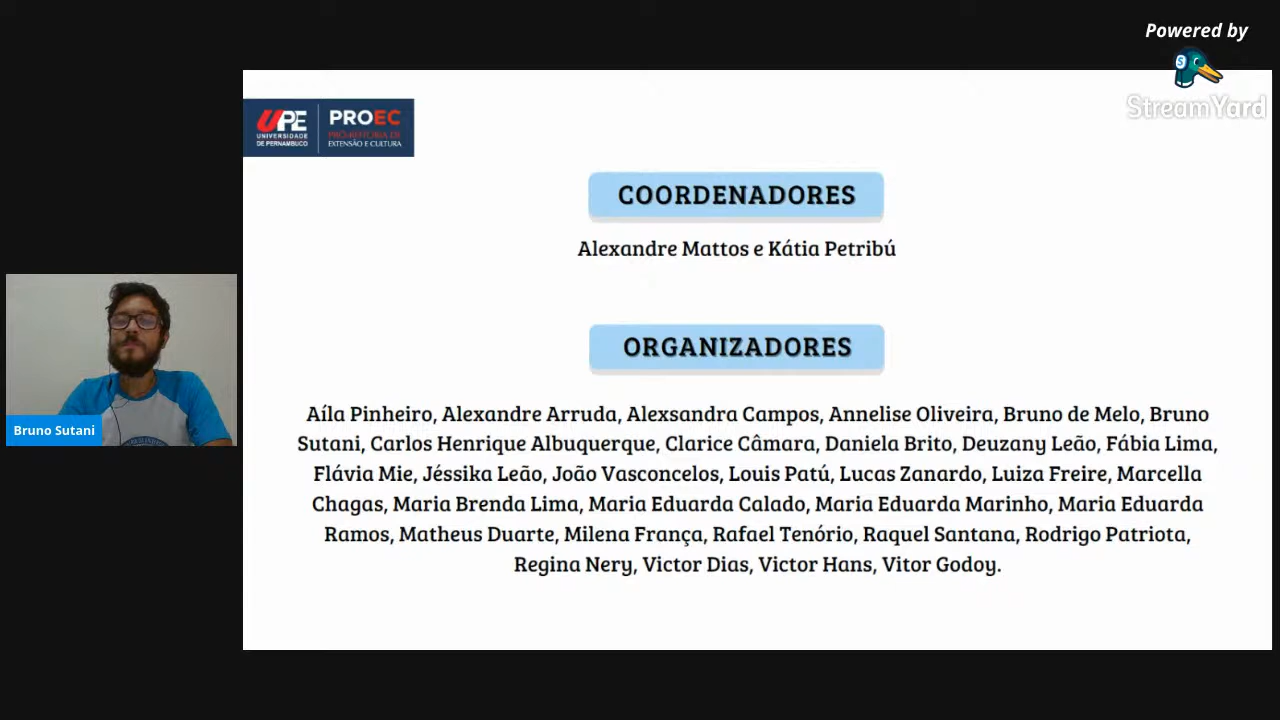 Powered by
StreamYard
UPE
UNIVERSIDADE
DE PERNAMBUCO
PROEC
PRÓ-REITORIA DE
EXTENSÃO E CULTURA
COORDENADORES
Alexandre Mattos e Kátia Petribú
ORGANIZADORES
Aíla Pinheiro, Alexandre Arruda, Alexsandra Campos, Annelise Oliveira, Bruno de Melo, Bruno
Sutani, Carlos Henrique Albuquerque, Clarice Câmara, Daniela Brito, Deuzany Leão, Fábia Lima,
Flávia Mie, Jéssika Leão, João Vasconcelos, Louis Patú, Lucas Zanardo, Luiza Freire, Marcella
Chagas, Maria Brenda Lima, Maria Eduarda Calado, Maria Eduarda Marinho, Maria Eduarda
Ramos, Matheus Duarte, Milena França, Rafael Tenório, Raquel Santana, Rodrigo Patriota,
Regina Nery, Victor Dias, Victor Hans, Vitor Godoy.
Bruno Sutani